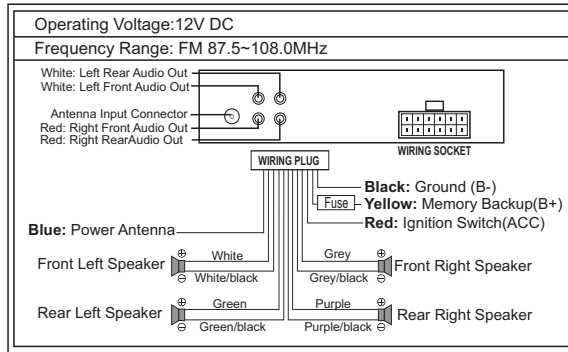 Operating Voltage:12V DC
Frequency Range: FM 87.5~108.0MHz
White: Left Rear Audio Out
White: Left Front Audio Out
Antenna Input Connector
Red: Right Front Audio Out
Red: Right RearAudio Out
WIRING SOCKET
WIRING PLUG
Black: Ground (B-)
Fuse
Yellow: Memory Backup(B+)
Red: Ignition Switch(ACC)
Blue: Power Antenna
Front Left Speaker
⊕
White
White/black
⊖
Grey
Grey/black
⊕
⊖
Front Right Speaker
Rear Left Speaker
⊕
Green
Green/black
⊖
Purple
Purple/black
⊕
⊖
Rear Right Speaker